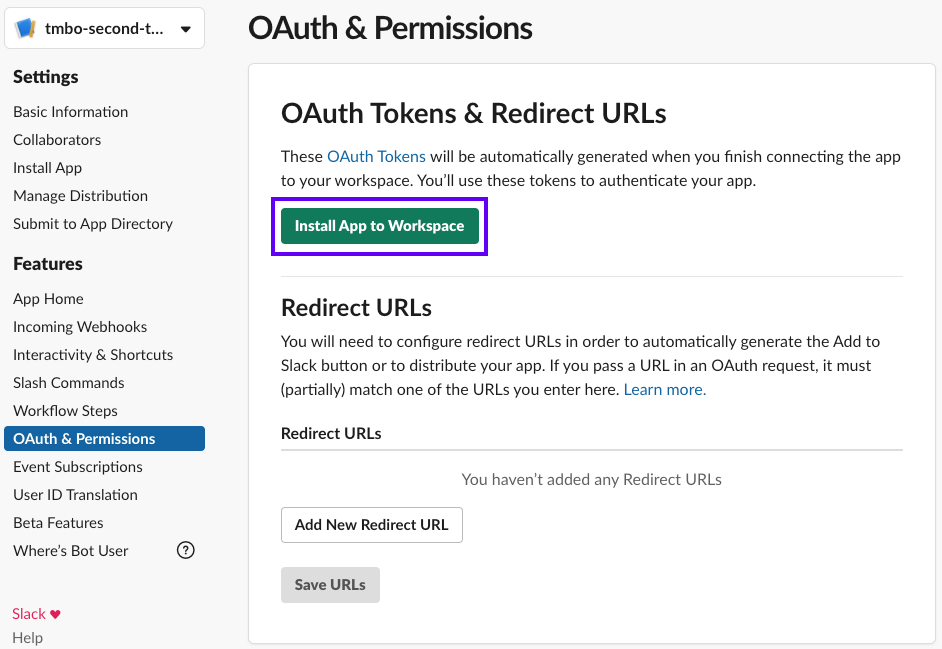 tmbo-second-t...
Settings
Basic Information
Collaborators
Install App
Manage Distribution
Submit to App Directory
Features
App Home
Incoming Webhooks
Interactivity & Shortcuts
Slash Commands
Workflow Steps
OAuth & Permissions
Event Subscriptions
User ID Translation
Beta Features
Where's Bot User
?
Slack ♥
Help
OAuth & Permissions
OAuth Tokens & Redirect URLs
These OAuth Tokens will be automatically generated when you finish connecting the app
to your workspace. You'll use these tokens to authenticate your app.
Install App to Workspace
Redirect URLs
You will need to configure redirect URLs in order to automatically generate the Add to
Slack button or to distribute your app. If you pass a URL in an OAuth request, it must
(partially) match one of the URLs you enter here. Learn more.
Redirect URLs
You haven't added any Redirect URLs
Add New Redirect URL
Save URLs